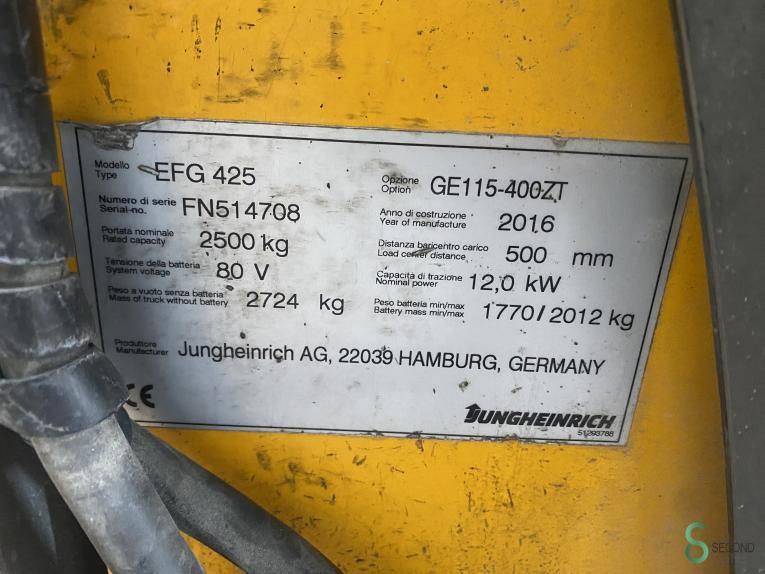 Modello EFG 425 Opzione GE115-400ZT
Type Option
Numero di serie FN514708 Anno di costruzione 2016
Serial-no. Year of manufacture
Portata nominale 2500 kg Distanza baricentro carico 500 mm
Rated capacity Load center distance
Tensione della batteria 80 V Capacità di trazione 12,0 kW
System voltage Nominal power
Peso a vuoto senza batteria 2724 kg Peso batteria min/max 1770/2012 kg
Mass of truck without battery Battery mass min/max
Produttore Jungheinrich AG, 22039 HAMBURG, GERMANY
Manufacturer
CE
JUNGHEINRICH
51293788
SECOND